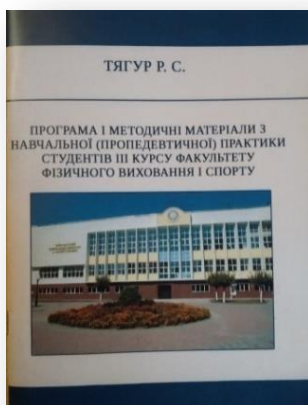 ТЯГУР Р. С.
ПРОГРАМА І МЕТОДИЧНІ МАТЕРІАЛИ З
НАВЧАЛЬНОЇ (ПРОПЕДЕВТИЧНОЇ) ПРАКТИКИ
СТУДЕНТІВ ІІІ КУРСУ ФАКУЛЬТЕТУ
ФІЗИЧНОГО ВИХОВАННЯ І СПОРТУ